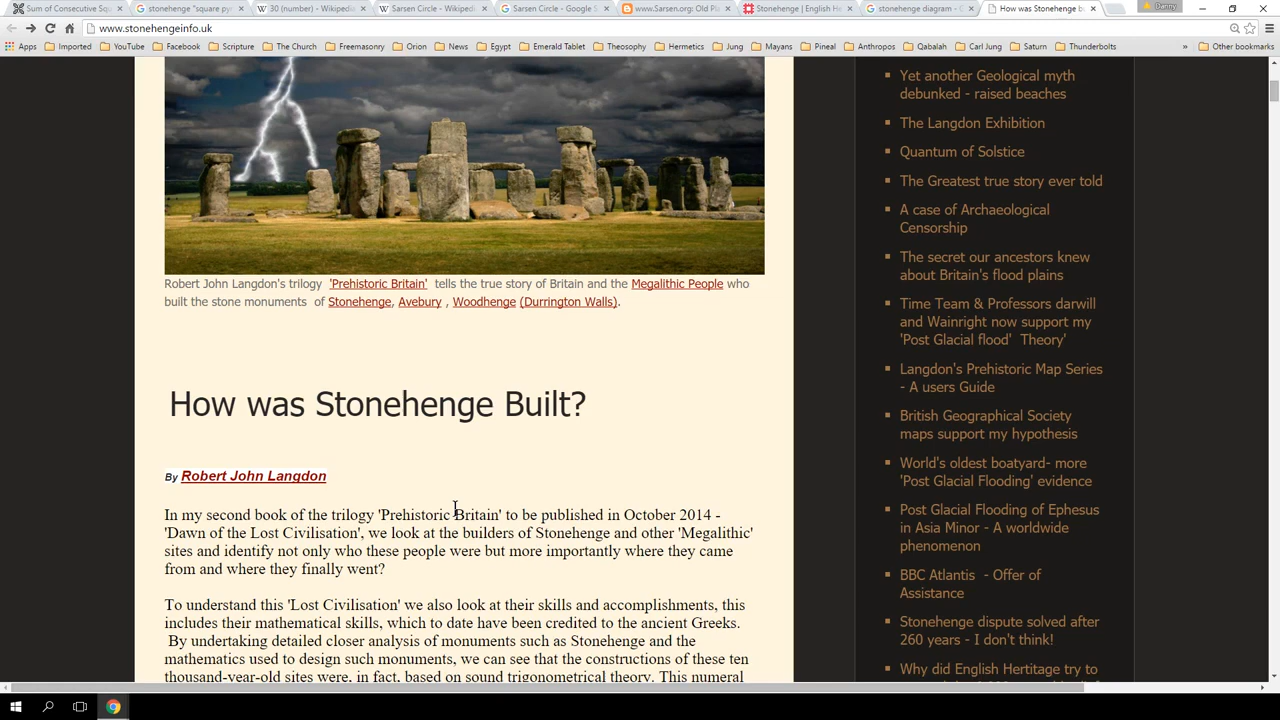 Sum of Consecutive Squ
stonehenge "square py
30 (number) - Wikipedi
Sarsen Circle - Wikiped
Sarsen Circle - Google S
www.Sarsen.org: Old Pl
Stonehenge | English He
stonehenge diagram - G
How was Stonehenge b
Danny
www.stonehengeinfo.uk
Apps Imported YouTube Facebook Scripture The Church Freemasonry Orion News Egypt Emerald Tablet Theosophy Hermetics Jung Mayans Pineal Anthropos Qabalah Carl Jung Saturn Thunderbolts » Other bookmarks
Robert John Langdon's trilogy 'Prehistoric Britain' tells the true story of Britain and the Megalithic People who
built the stone monuments of Stonehenge, Avebury , Woodhenge (Durrington Walls).
How was Stonehenge Built?
By Robert John Langdon
In my second book of the trilogy 'Prehistoric Britain' to be published in October 2014 -
'Dawn of the Lost Civilisation', we look at the builders of Stonehenge and other 'Megalithic'
sites and identify not only who these people were but more importantly where they came
from and where they finally went?
To understand this 'Lost Civilisation' we also look at their skills and accomplishments, this
includes their mathematical skills, which to date have been credited to the ancient Greeks.
By undertaking detailed closer analysis of monuments such as Stonehenge and the
mathematics used to design such monuments, we can see that the constructions of these ten
thousand-year-old sites were, in fact, based on sound trigonometrical theory. This numeral
Yet another Geological myth
debunked - raised beaches
The Langdon Exhibition
Quantum of Solstice
The Greatest true story ever told
A case of Archaeological
Censorship
The secret our ancestors knew
about Britain's flood plains
Time Team & Professors darwill
and Wainright now support my
'Post Glacial flood' Theory'
Langdon's Prehistoric Map Series
- A users Guide
British Geographical Society
maps support my hypothesis
World's oldest boatyard- more
'Post Glacial Flooding' evidence
Post Glacial Flooding of Ephesus
in Asia Minor - A worldwide
phenomenon
BBC Atlantis - Offer of
Assistance
Stonehenge dispute solved after
260 years - I don't think!
Why did English Hertitage try to